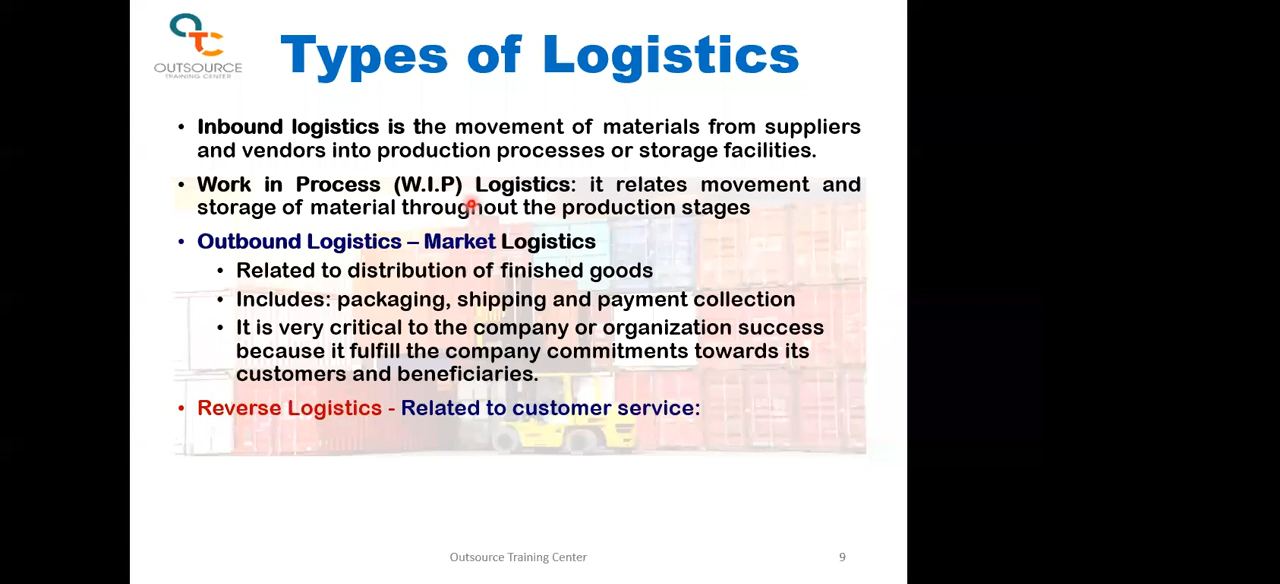 OUTSOURCE
TRAINING CENTER
Types of Logistics
• Inbound logistics is the movement of materials from suppliers
and vendors into production processes or storage facilities.
• Work in Process (W.I.P) Logistics: it relates movement and
storage of material throughout the production stages
• Outbound Logistics – Market Logistics
• Related to distribution of finished goods
• Includes: packaging, shipping and payment collection
• It is very critical to the company or organization success
because it fulfill the company commitments towards its
customers and beneficiaries.
• Reverse Logistics - Related to customer service:
Outsource Training Center
9